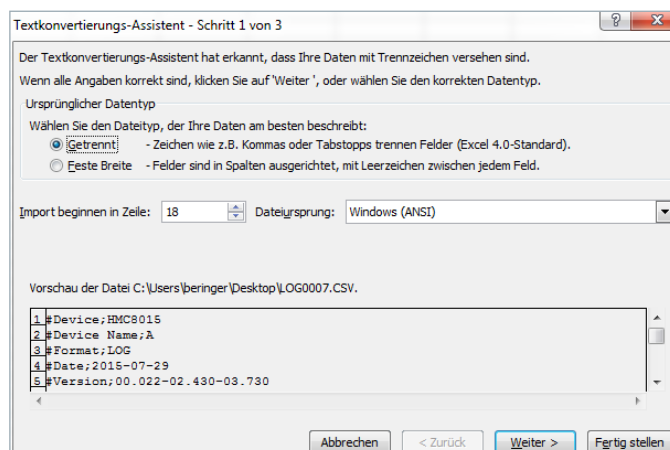 Textkonvertierungs-Assistent - Schritt 1 von 3
Der Textkonvertierungs-Assistent hat erkannt, dass Ihre Daten mit Trennzeichen versehen sind.
Wenn alle Angaben korrekt sind, klicken Sie auf 'Weiter ', oder wählen Sie den korrekten Datentyp.
Ursprünglicher Datentyp
Wählen Sie den Dateityp, der Ihre Daten am besten beschreibt:
Getrennt - Zeichen wie z.B. Kommas oder Tabstopps trennen Felder (Excel 4.0-Standard).
Feste Breite - Felder sind in Spalten ausgerichtet, mit Leerzeichen zwischen jedem Feld.
Import beginnen in Zeile: 18 Dateiursprung: Windows (ANSI)
Vorschau der Datei C:\Users\beringer\Desktop\LOG0007.CSV.
1 #Device;HMC8015
2 #Device Name;A
3 #Format;LOG
4 #Date;2015-07-29
5 #Version;00.022-02.430-03.730
Abbrechen < Zurück Weiter > Fertig stellen